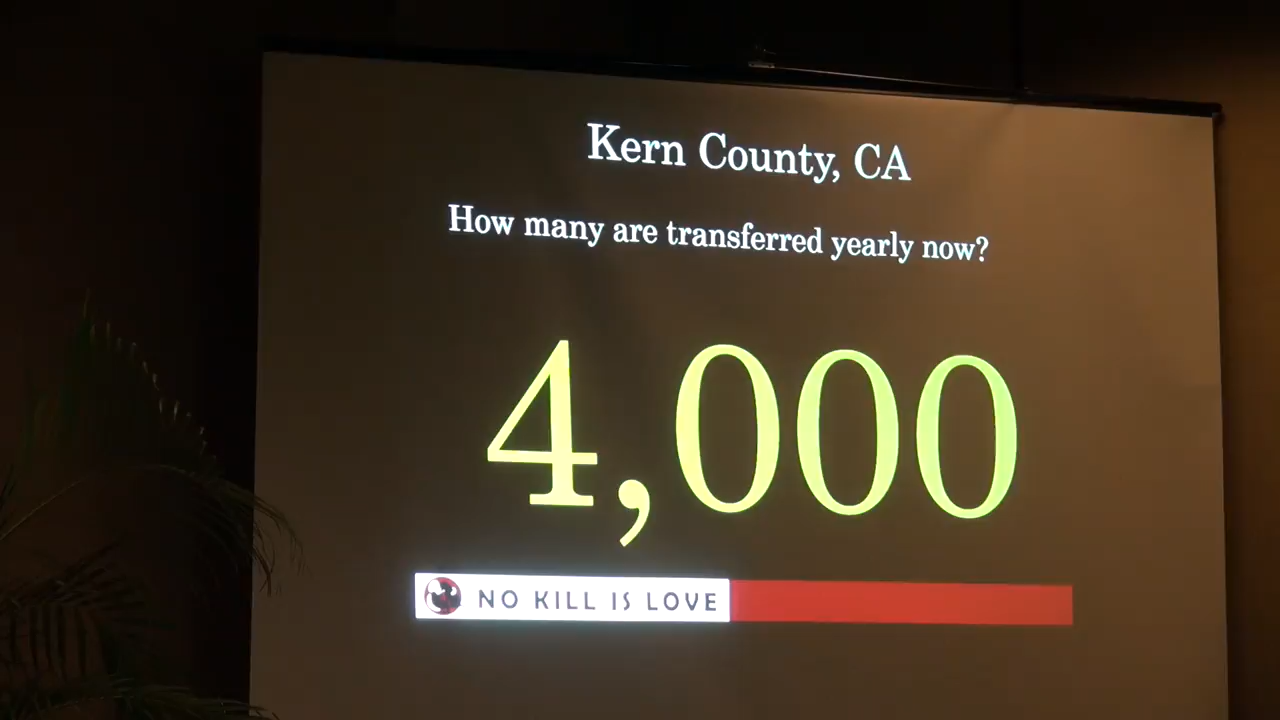 Kern County, CA
How many are transferred yearly now?
4,000
NO KILL IS LOVE